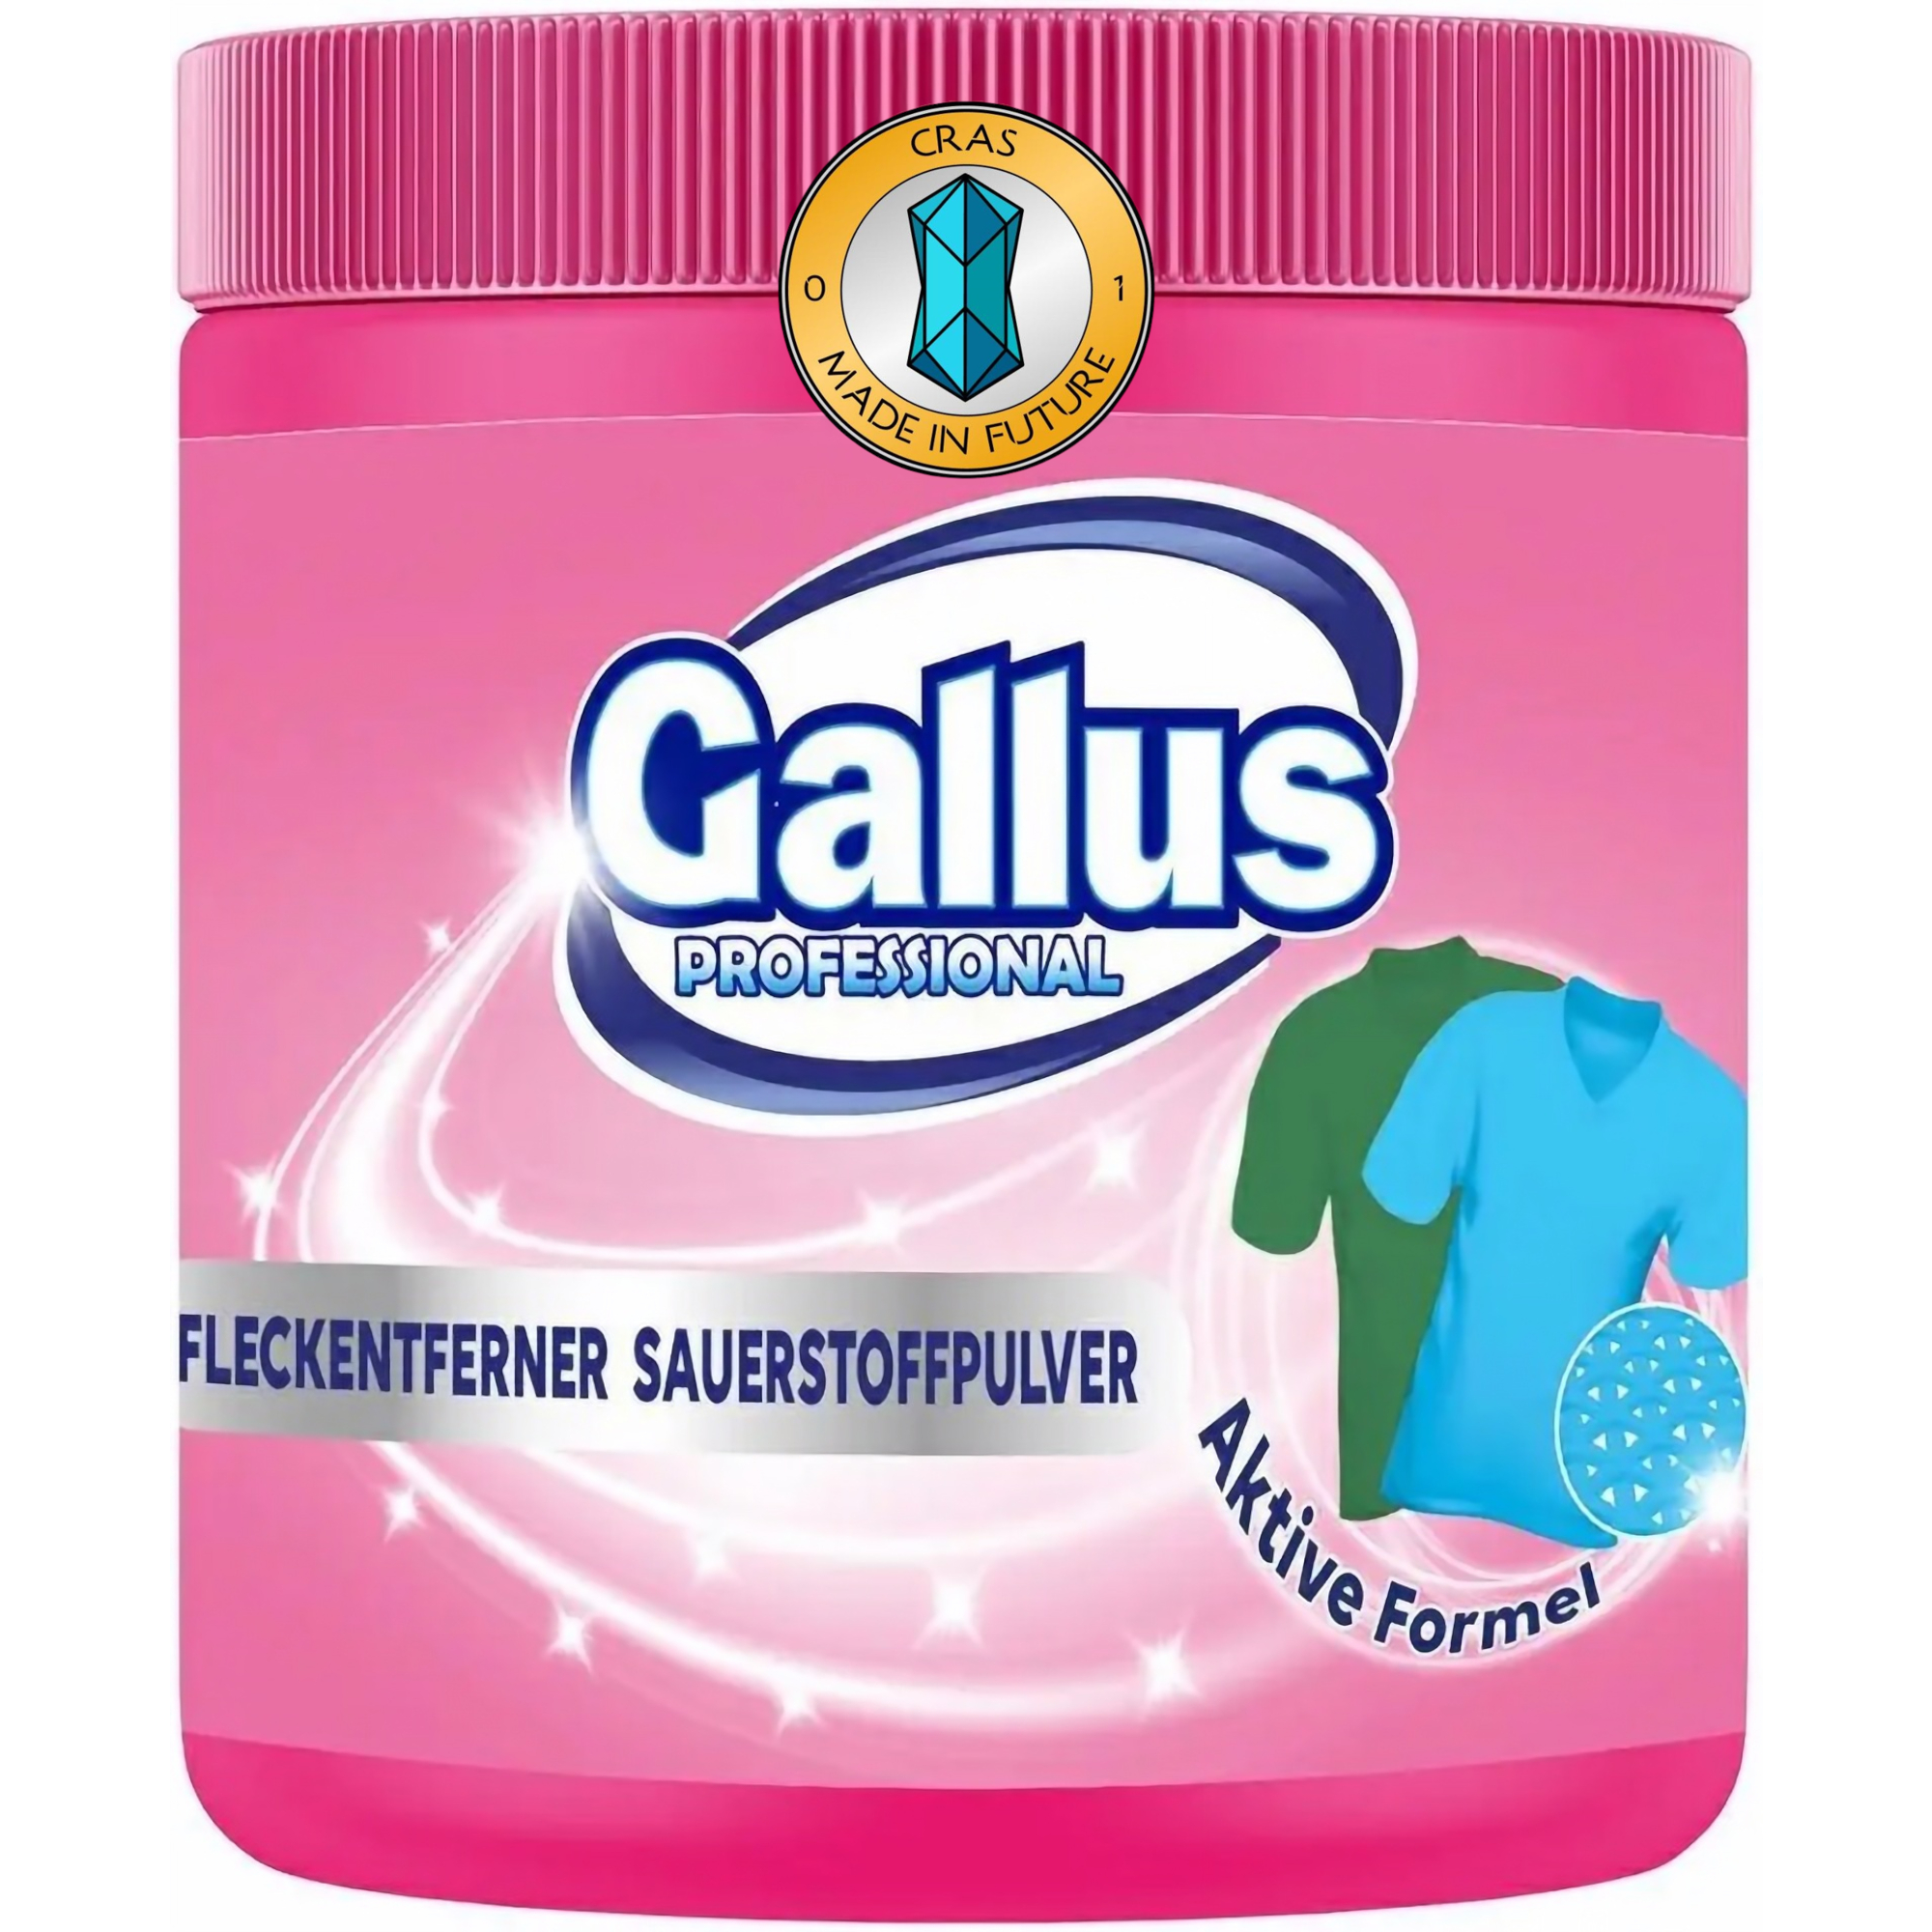 CRAS
0 1
MADE IN FUTURE
Gallus
PROFESSIONAL
FLECKENTFERNER SAUERSTOFFPULVER
Aktive Formel